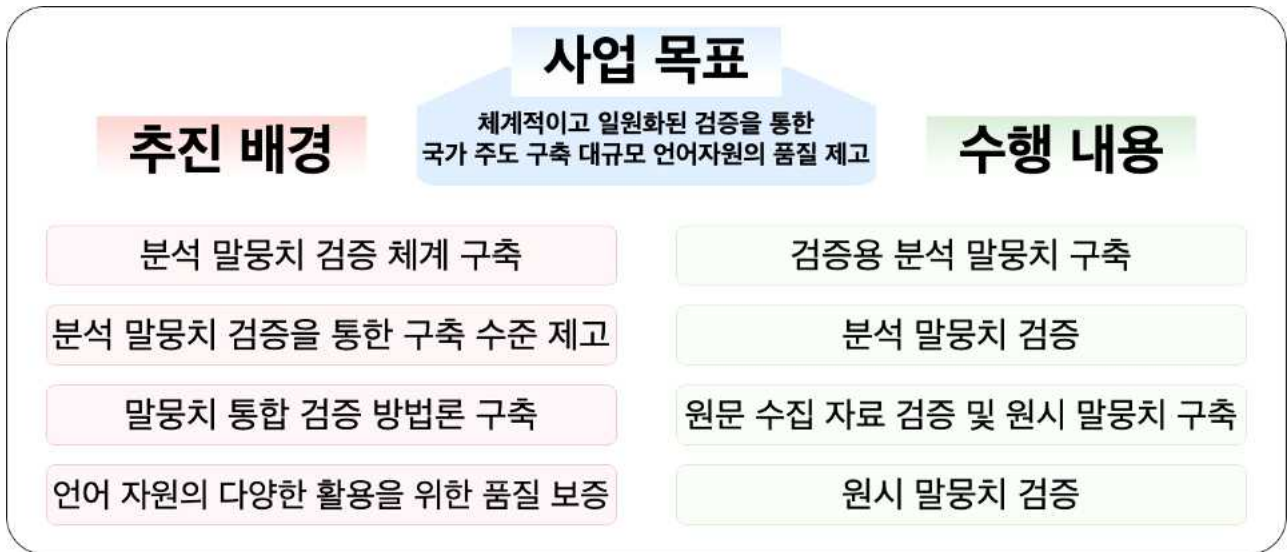 사업 목표
체계적이고 일원화된 검증을 통한
국가 주도 구축 대규모 언어자원의 품질 제고
추진 배경
분석 말뭉치 검증 체계 구축
분석 말뭉치 검증을 통한 구축 수준 제고
말뭉치 통합 검증 방법론 구축
언어 자원의 다양한 활용을 위한 품질 보증
수행 내용
검증용 분석 말뭉치 구축
분석 말뭉치 검증
원문 수집 자료 검증 및 원시 말뭉치 구축
원시 말뭉치 검증